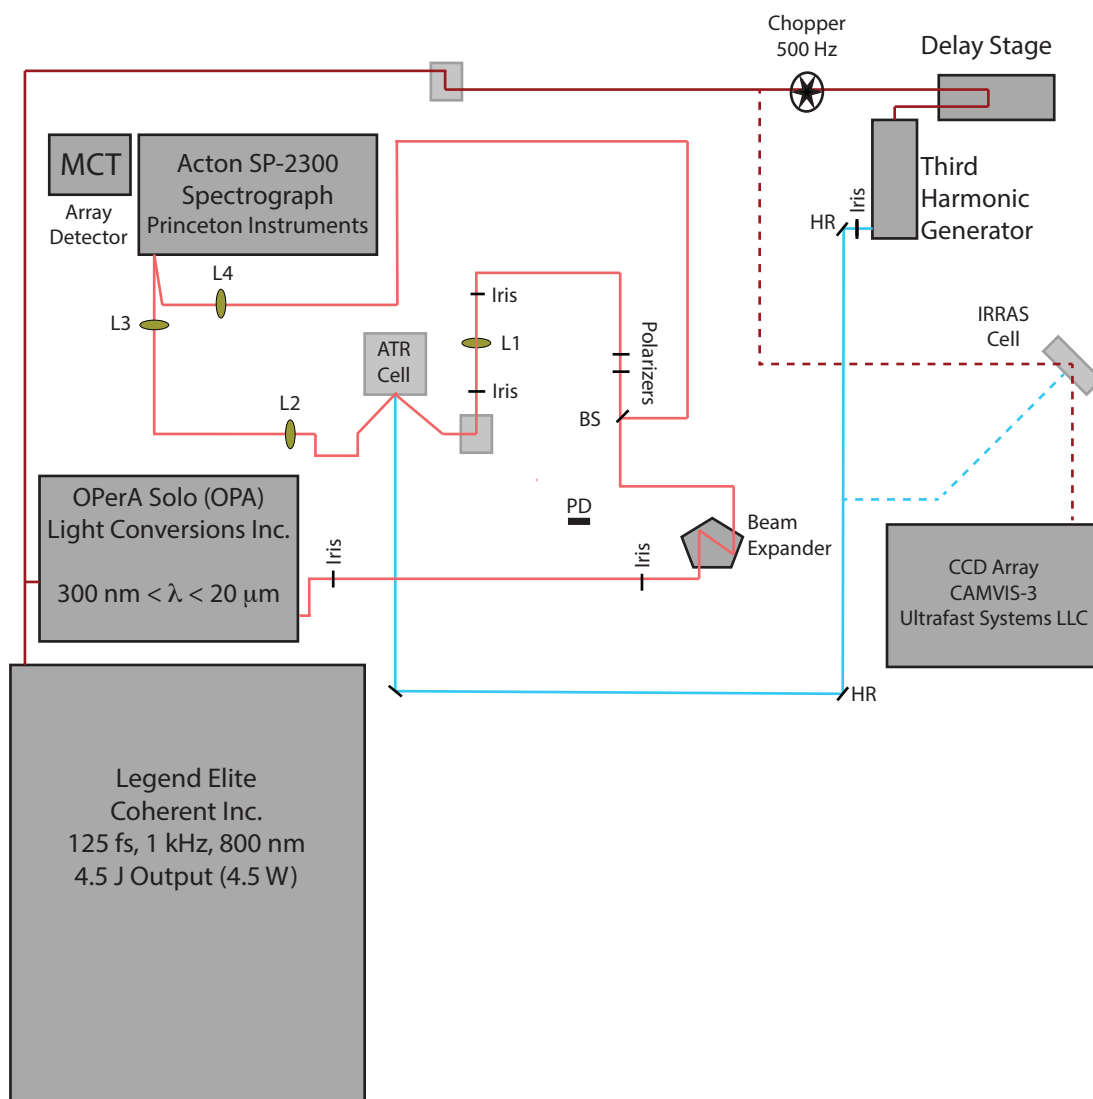 Chopper
500 Hz
Delay Stage
MCT
Array
Detector
Acton SP-2300
Spectrograph
Princeton Instruments
Third
Harmonic
Generator
Iris
HR
L4
L3
Iris
L1
Iris
ATR
Cell
Polarizers
IRRAS
Cell
L2
BS
OPerA Solo (OPA)
Light Conversions Inc.
300 nm < λ < 20 μm
PD
Beam
Expander
Iris
Iris
CCD Array
CAMVIS-3
Ultrafast Systems LLC
HR
Legend Elite
Coherent Inc.
125 fs, 1 kHz, 800 nm
4.5 J Output (4.5 W)